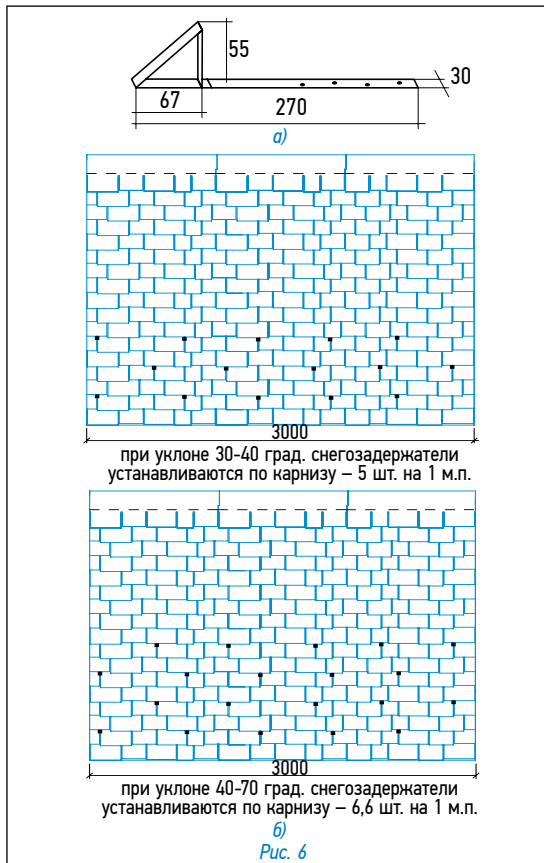 55
30
67
270
а)
3000
при уклоне 30-40 град. снегозадержатели
устанавливаются по карнизу – 5 шт. на 1 м.п.
3000
при уклоне 40-70 град. снегозадержатели
устанавливаются по карнизу – 6,6 шт. на 1 м.п.
б)
Рис. 6